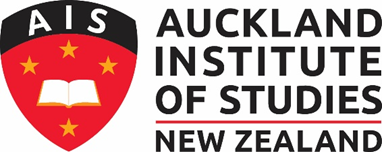 AIS
AUCKLAND
INSTITUTE
OF STUDIES
NEW ZEALAND